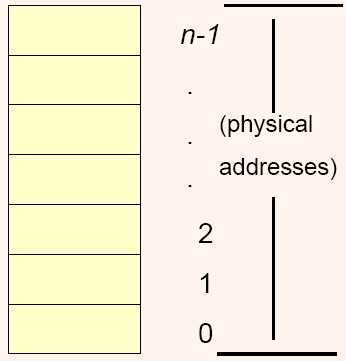 n-1
.
(physical
.
addresses)
.
2
1
0